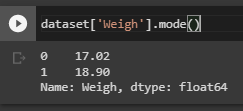 dataset['Weigh'].mode()
0    17.02
1    18.90
Name: Weigh, dtype: float64